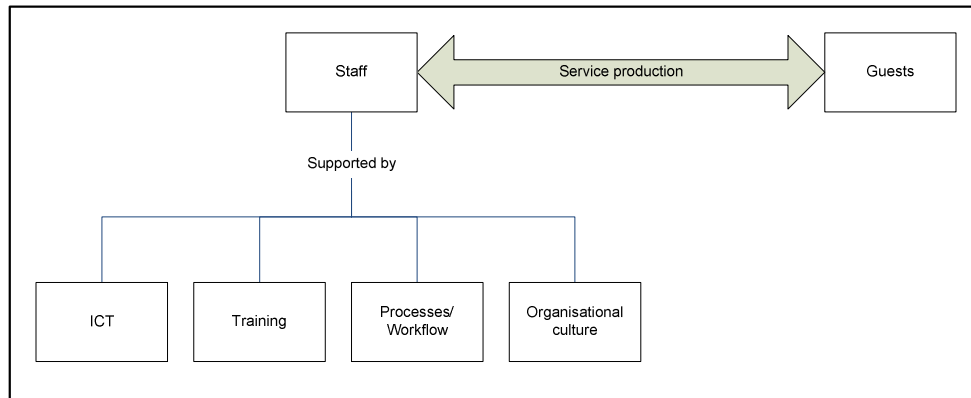 Staff
Service production
Guests
Supported by
ICT
Training
Processes/
Workflow
Organisational
culture